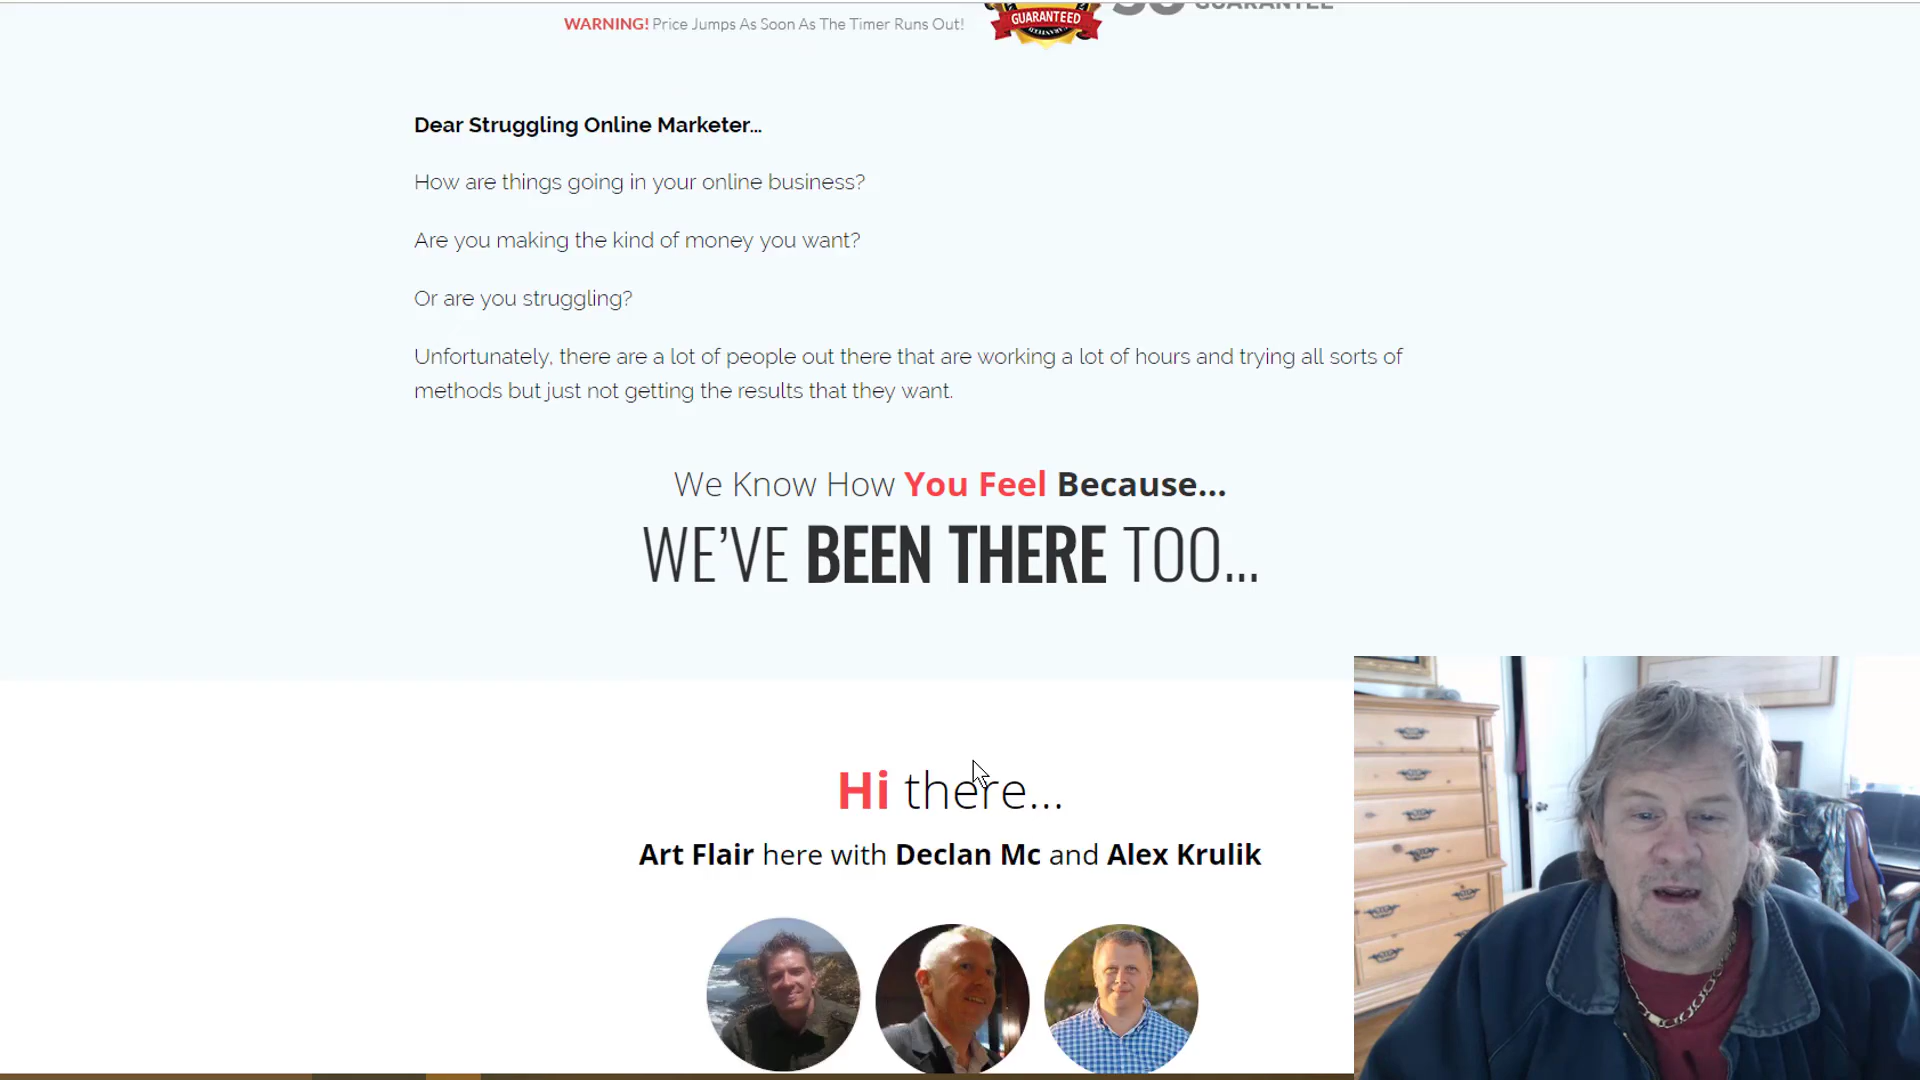 WARNING! Price Jumps As Soon As The Timer Runs Out!
GUARANTEED
GUARANTEE
Dear Struggling Online Marketer...
How are things going in your online business?
Are you making the kind of money you want?
Or are you struggling?
Unfortunately, there are a lot of people out there that are working a lot of hours and trying all sorts of
methods but just not getting the results that they want.
We Know How You Feel Because...
WE'VE BEEN THERE TOO...
Hi there...
Art Flair here with Declan Mc and Alex Krulik